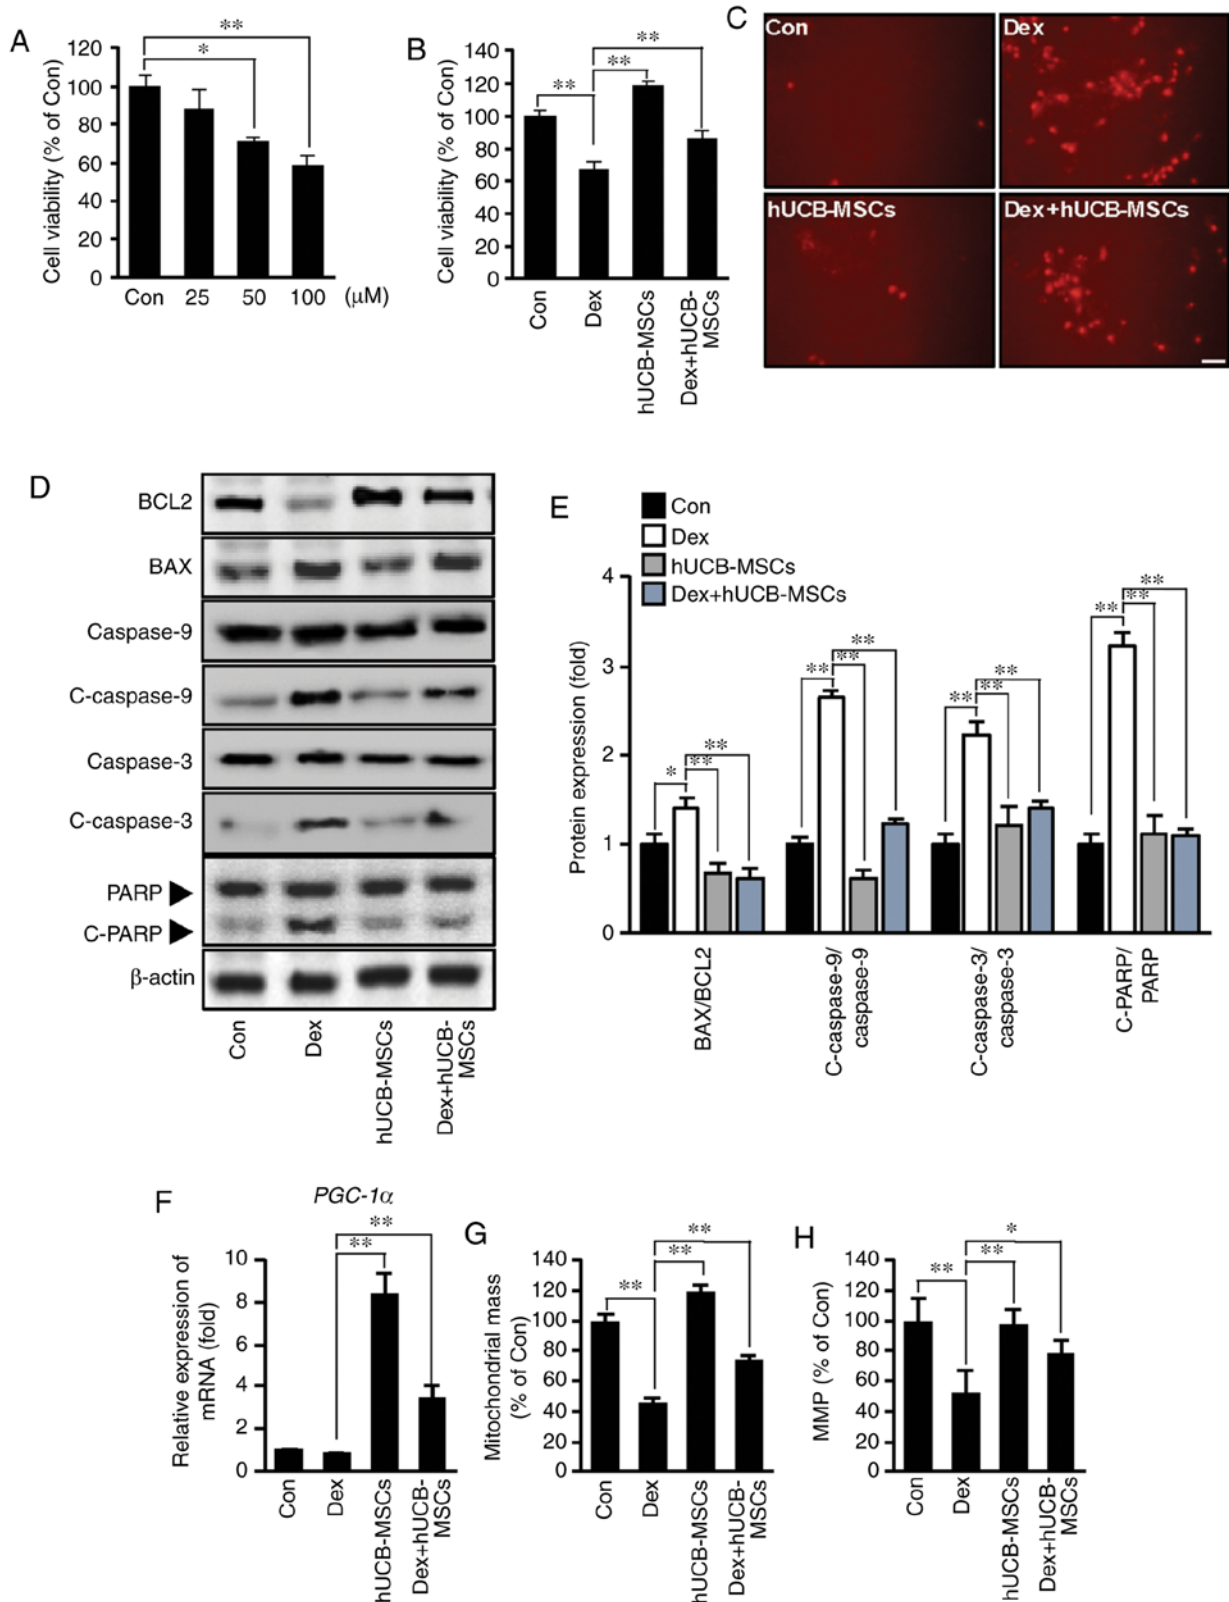 A
Cell viability (% of Con)
120
100
80
60
40
20
0
Con 25 50 100 (μM)
*
**
B
Cell viability (% of Con)
140
120
100
80
60
40
20
0
**
**
**
Con
Dex
hUCB-MSCs
Dex+hUCB-
MSCs
C
Con
Dex
hUCB-MSCs
Dex+hUCB-MSCs
D
BCL2
BAX
Caspase-9
C-caspase-9
Caspase-3
C-caspase-3
PARP
C-PARP
β-actin
Con
Dex
hUCB-MSCs
Dex+hUCB-
MSCs
E
Con
Dex
hUCB-MSCs
Dex+hUCB-MSCs
Protein expression (fold)
4
3
2
1
0
*
**
**
**
**
**
**
**
**
**
**
**
BAX/BCL2
C-caspase-9/
caspase-9
C-caspase-3/
caspase-3
C-PARP/
PARP
F
PGC-1α
Relative expression of
mRNA (fold)
10
8
6
4
2
0
**
**
Con
Dex
hUCB-MSCs
Dex+hUCB-
MSCs
G
Mitochondrial mass
(% of Con)
140
120
100
80
60
40
20
0
**
**
**
Con
Dex
hUCB-MSCs
Dex+hUCB-
MSCs
H
MMP (% of Con)
140
120
100
80
60
40
20
0
**
**
*
Con
Dex
hUCB-MSCs
Dex+hUCB-
MSCs